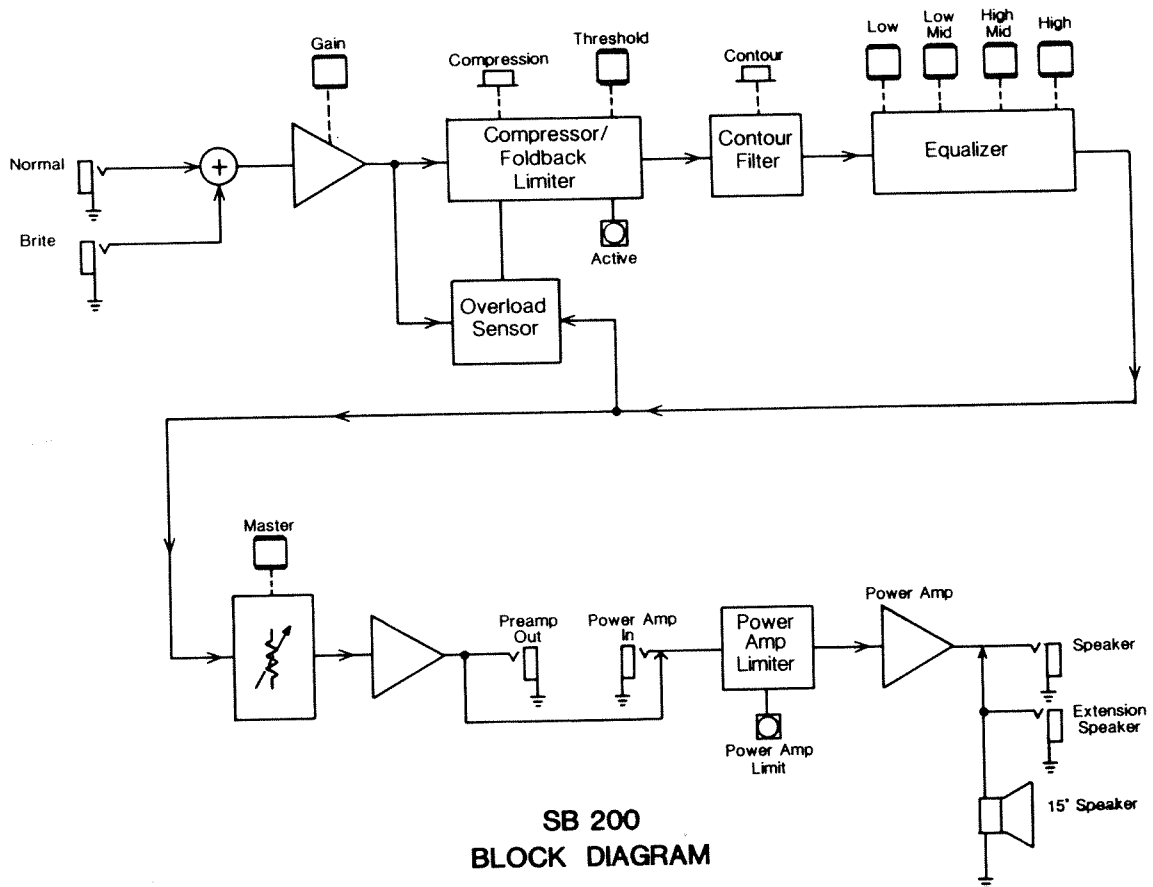 Gain
Compression
Threshold
Contour
Low
Low
Mid
High
Mid
High
Normal
Brite
+
Compressor/
Foldback
Limiter
Contour
Filter
Equalizer
Active
Overload
Sensor
Master
Preamp
Out
Power Amp
In
Power
Amp
Limiter
Power Amp
Speaker
Extension
Speaker
Power Amp
Limit
15" Speaker
SB 200
BLOCK DIAGRAM